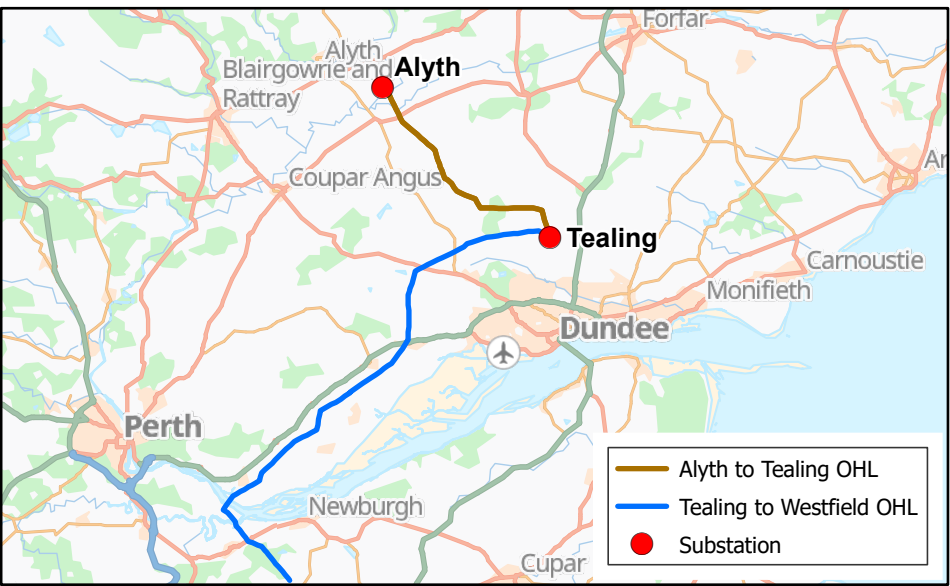 Forfar
Alyth
Blairgowrie and
Rattray
Alyth
Coupar Angus
Ar
Tealing
Carnoustie
Monifieth
Dundee
Perth
Newburgh
Cupar
Alyth to Tealing OHL
Tealing to Westfield OHL
Substation